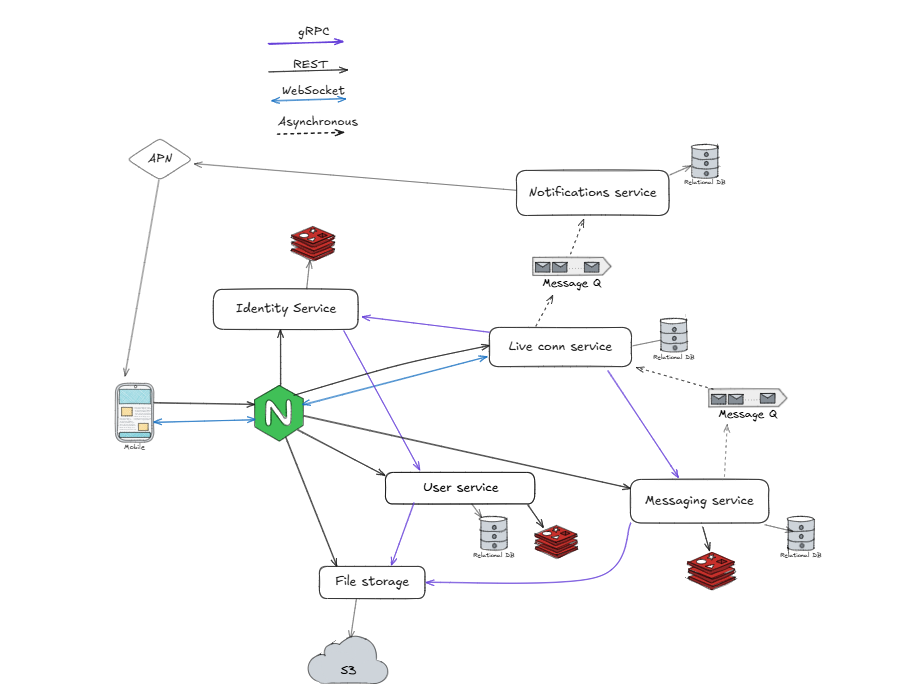 gRPC
REST
WebSocket
Asynchronous
APN
Notifications service
Relational DB
Message Q
Identity Service
Live conn service
Relational DB
Message Q
N
Mobile
User service
Messaging service
Relational DB
Relational DB
File storage
S3